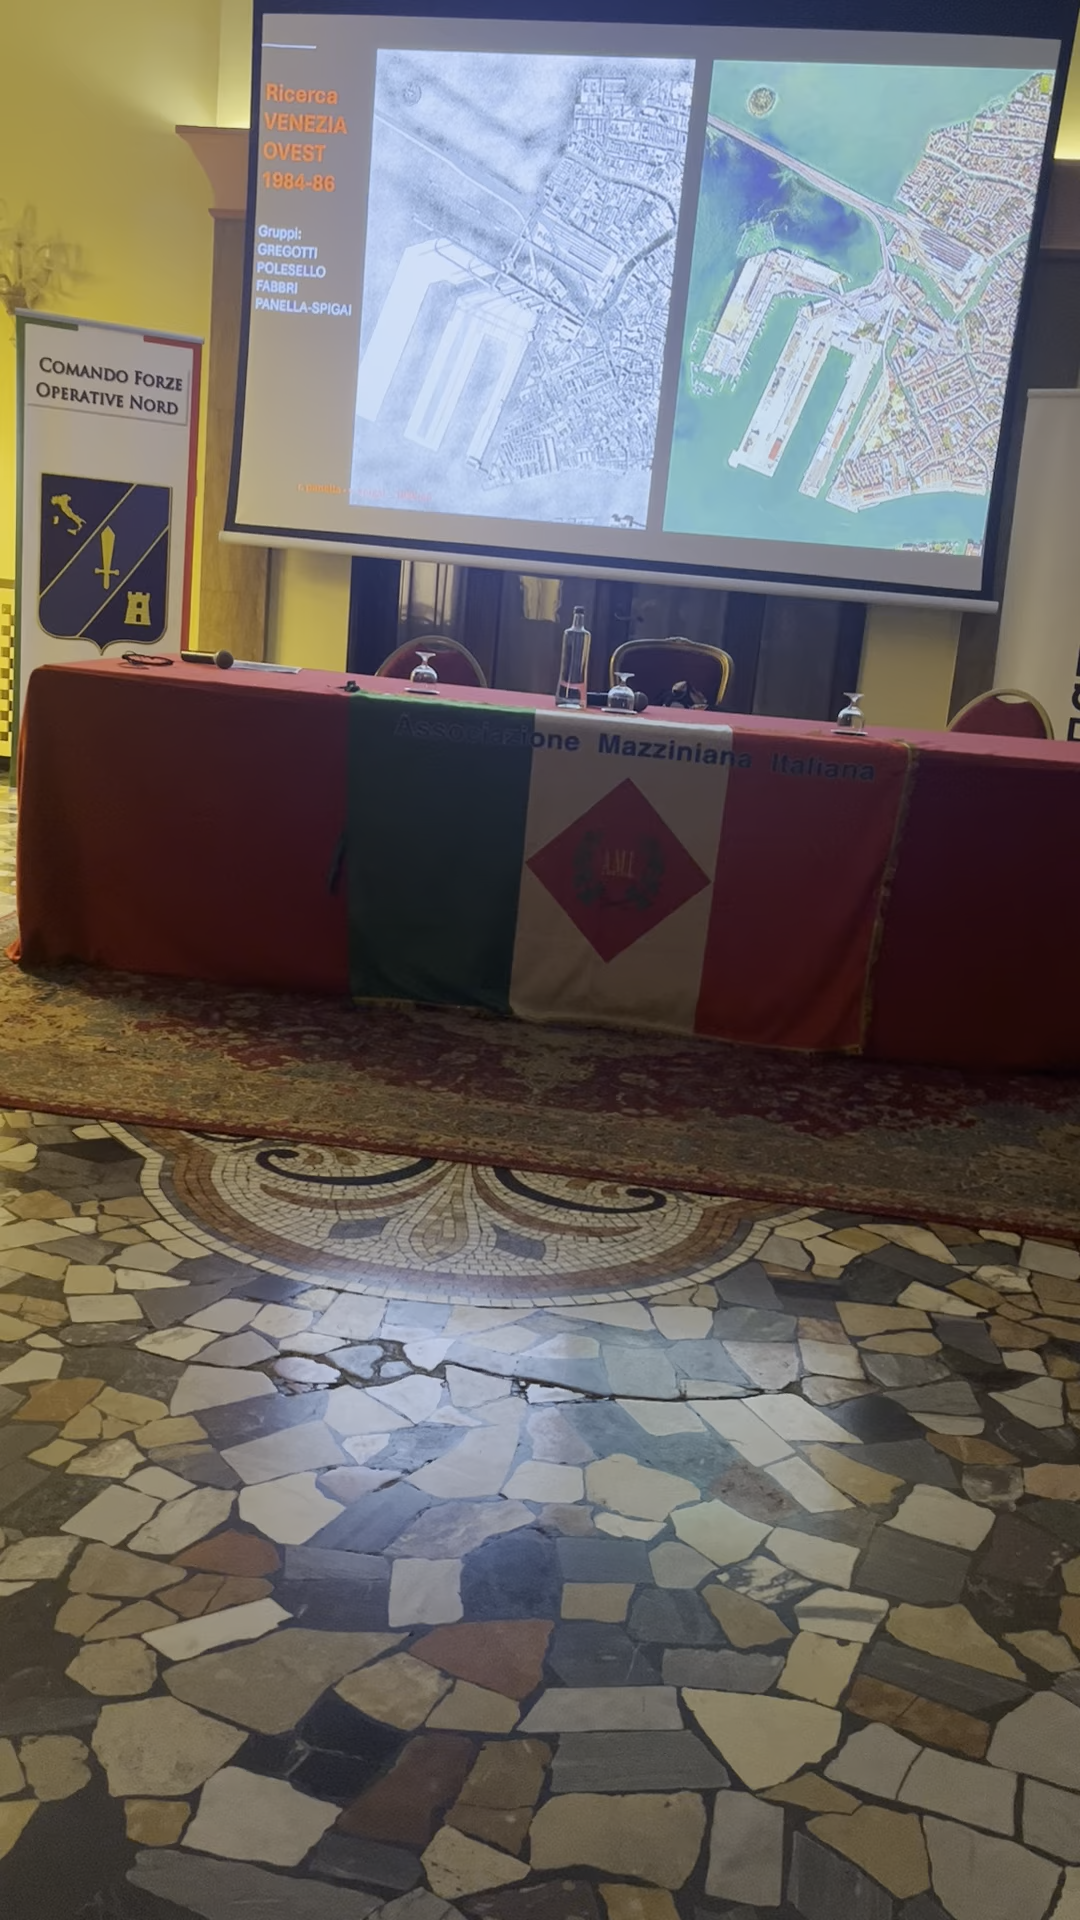 Ricerca
VENEZIA
OVEST
1984-86
Gruppi:
GREGOTTI
POLESELLO
FABBRI
PANELLA-SPIGAI
COMANDO FORZE
OPERATIVE NORD
Associazione Mazziniana Italiana
A.M.I.